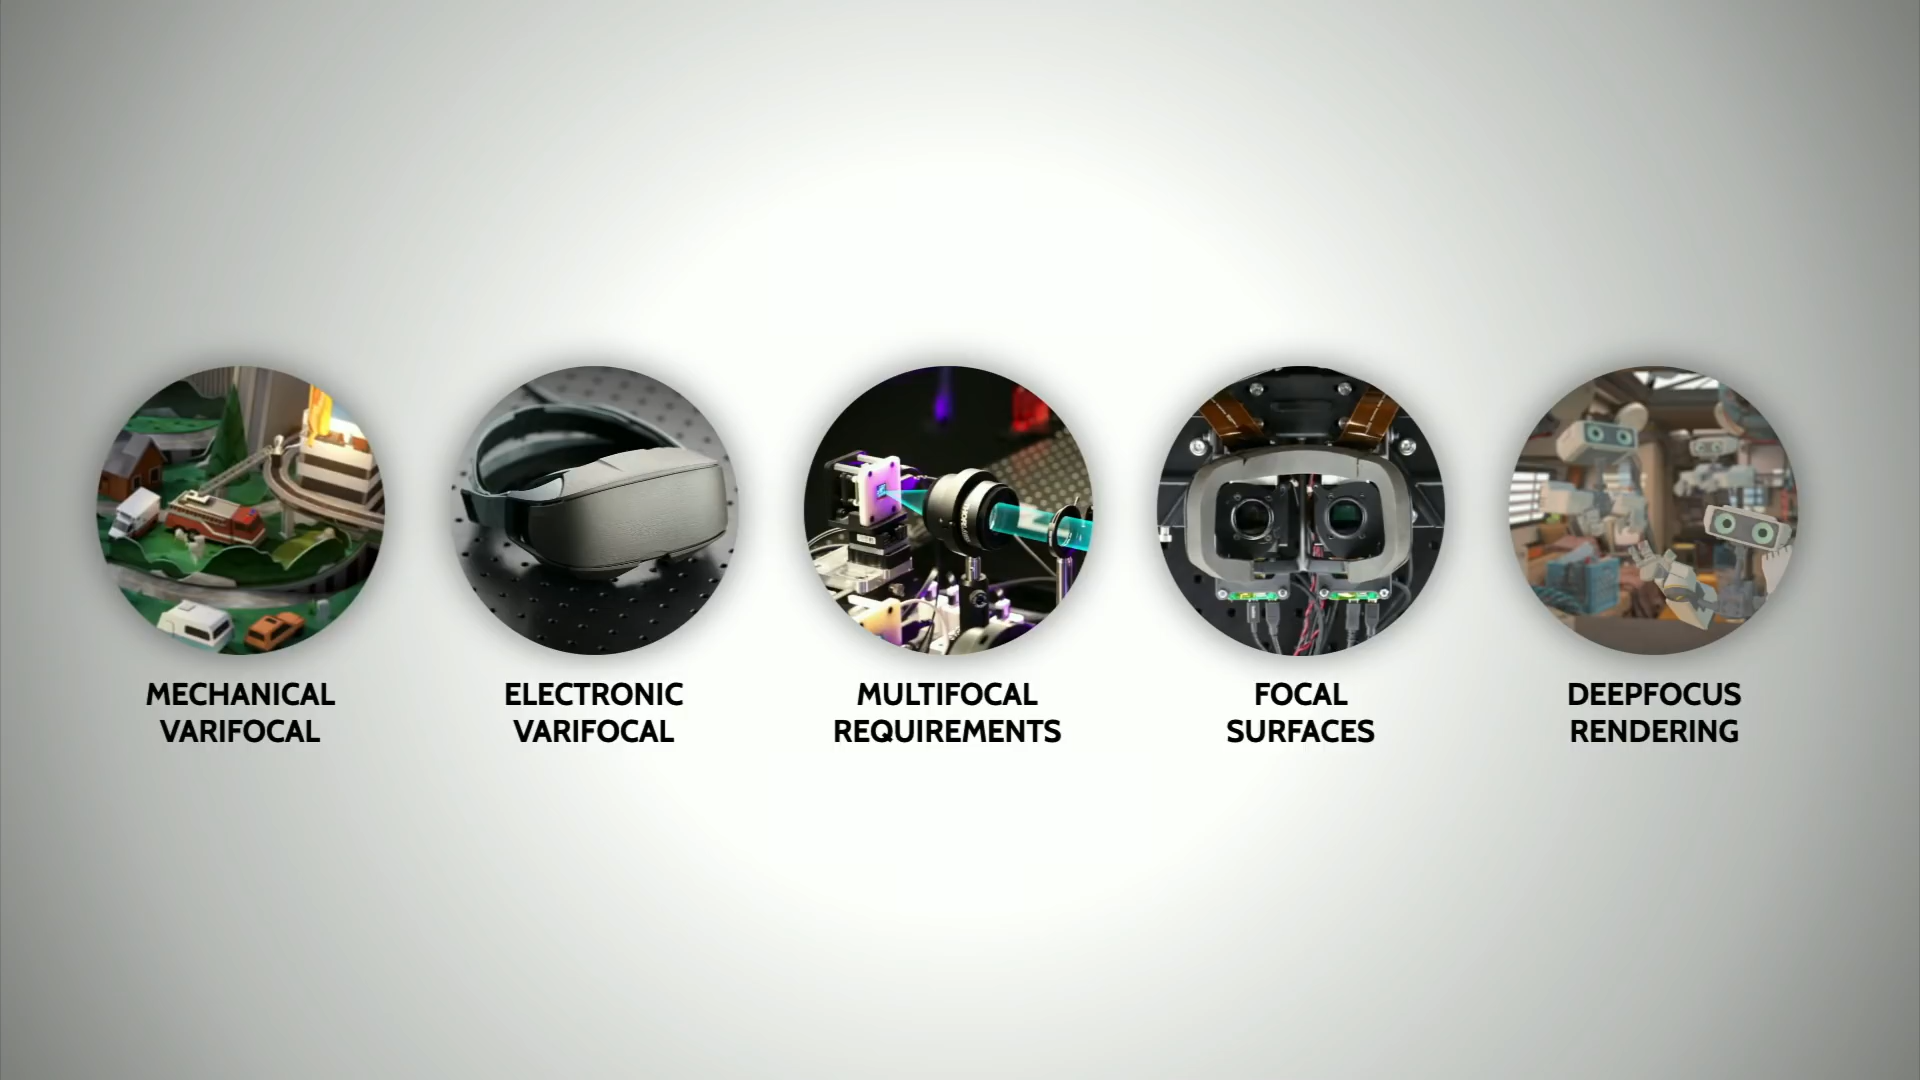 MECHANICAL
VARIFOCAL
ELECTRONIC
VARIFOCAL
MULTIFOCAL
REQUIREMENTS
FOCAL
SURFACES
DEEPFOCUS
RENDERING